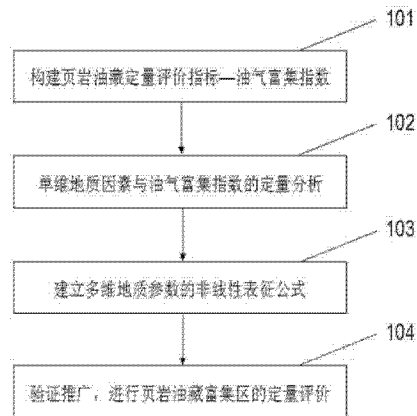 101
构建页岩油藏定量评价指标—油气富集指数
102
单维地质因素与油气富集指数的定量分析
103
建立多维地质参数的非线性表征公式
104
验证推广，进行页岩油藏富集区的定量评价